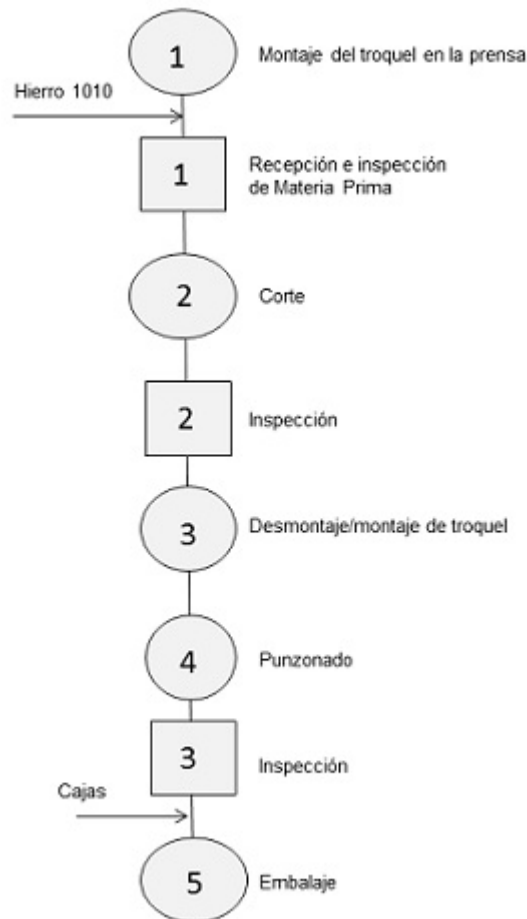 1
Montaje del troquel en la prensa
Hierro 1010
1
Recepción e inspección
de Materia Prima
2
Corte
2
Inspección
3
Desmontaje/montaje de troquel
4
Punzonado
3
Inspección
Cajas
5
Embalaje